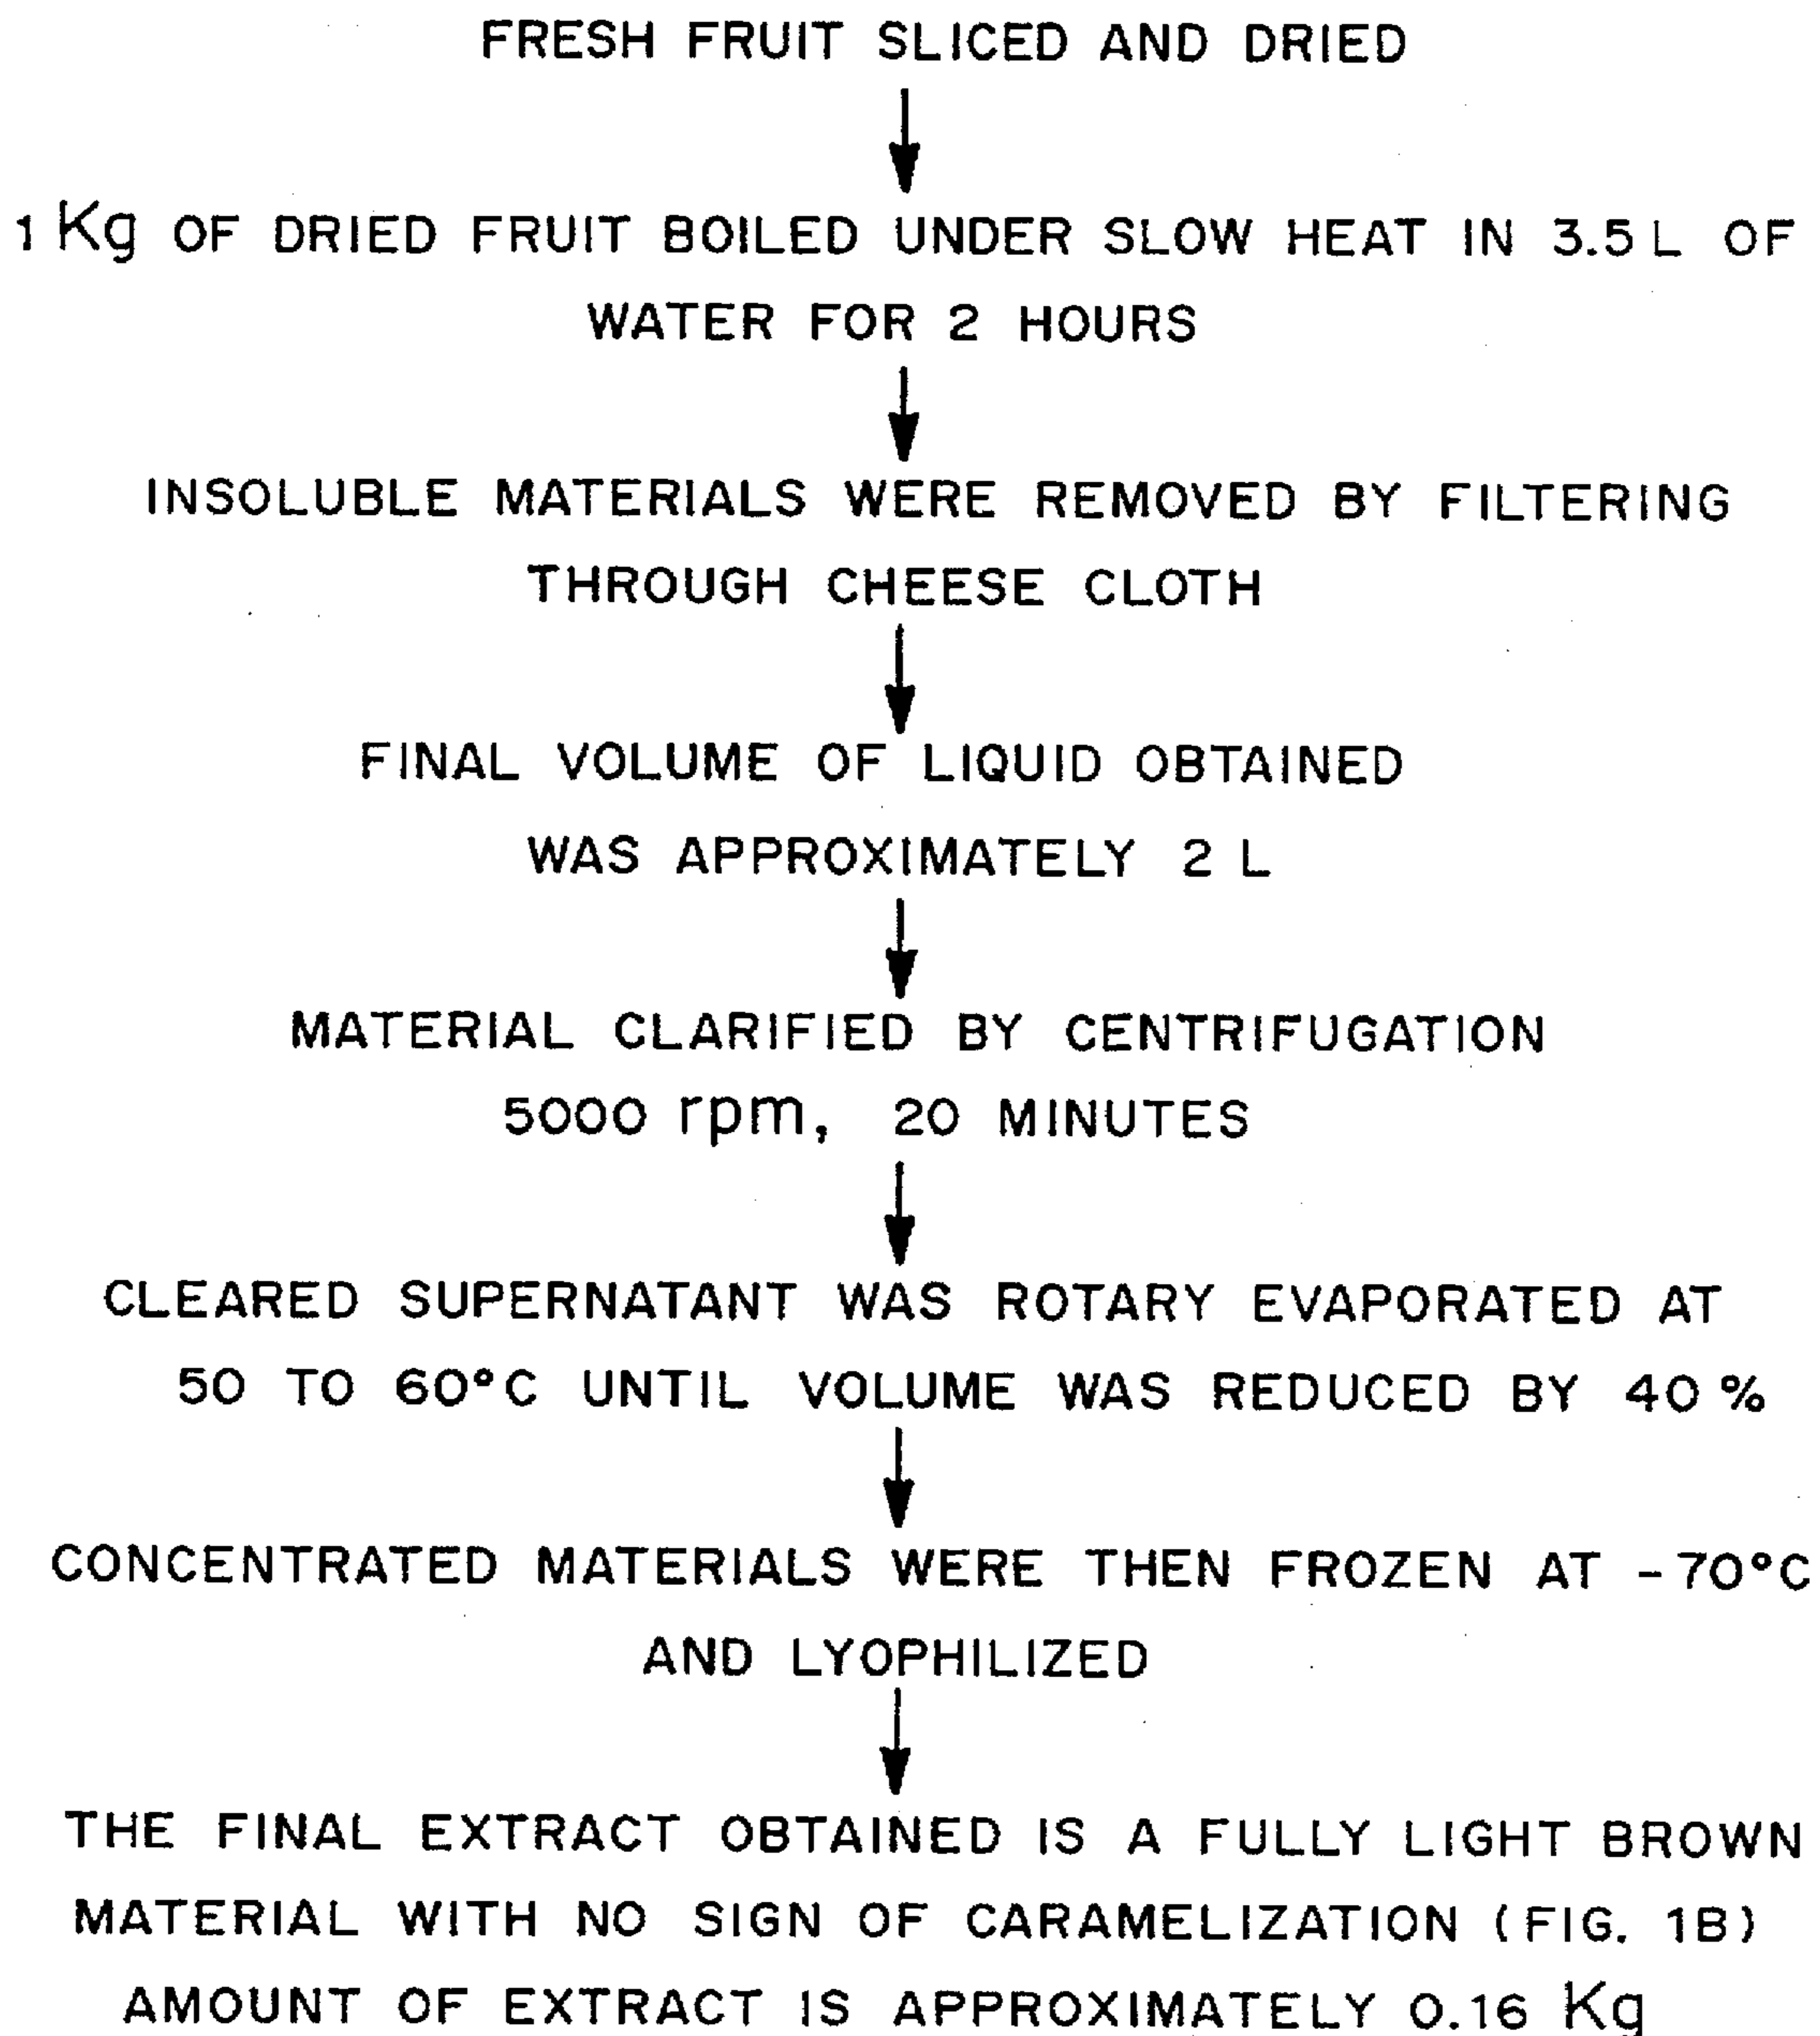 FRESH FRUIT SLICED AND DRIED
1 Kg OF DRIED FRUIT BOILED UNDER SLOW HEAT IN 3.5 L OF
WATER FOR 2 HOURS
INSOLUBLE MATERIALS WERE REMOVED BY FILTERING
THROUGH CHEESE CLOTH
FINAL VOLUME OF LIQUID OBTAINED
WAS APPROXIMATELY 2 L
MATERIAL CLARIFIED BY CENTRIFUGATION
5000 rpm, 20 MINUTES
CLEARED SUPERNATANT WAS ROTARY EVAPORATED AT
50 TO 60°C UNTIL VOLUME WAS REDUCED BY 40 %
CONCENTRATED MATERIALS WERE THEN FROZEN AT -70°C
AND LYOPHILIZED
THE FINAL EXTRACT OBTAINED IS A FULLY LIGHT BROWN
MATERIAL WITH NO SIGN OF CARAMELIZATION (FIG. 1B)
AMOUNT OF EXTRACT IS APPROXIMATELY 0.16 Kg